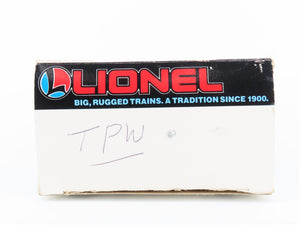 LIONEL
BIG, RUGGED TRAINS. A TRADITION SINCE 1900.
TPW